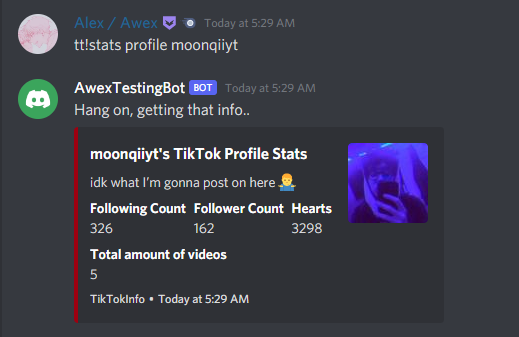 Alex / Awex Today at 5:29 AM
tt!stats profile moonqiiyt
AwexTestingBot BOT Today at 5:29 AM
Hang on, getting that info..
moonqiiyt's TikTok Profile Stats
idk what I'm gonna post on here 🤷‍♂️
Following Count Follower Count Hearts
326 162 3298
Total amount of videos
5
TikTokInfo • Today at 5:29 AM